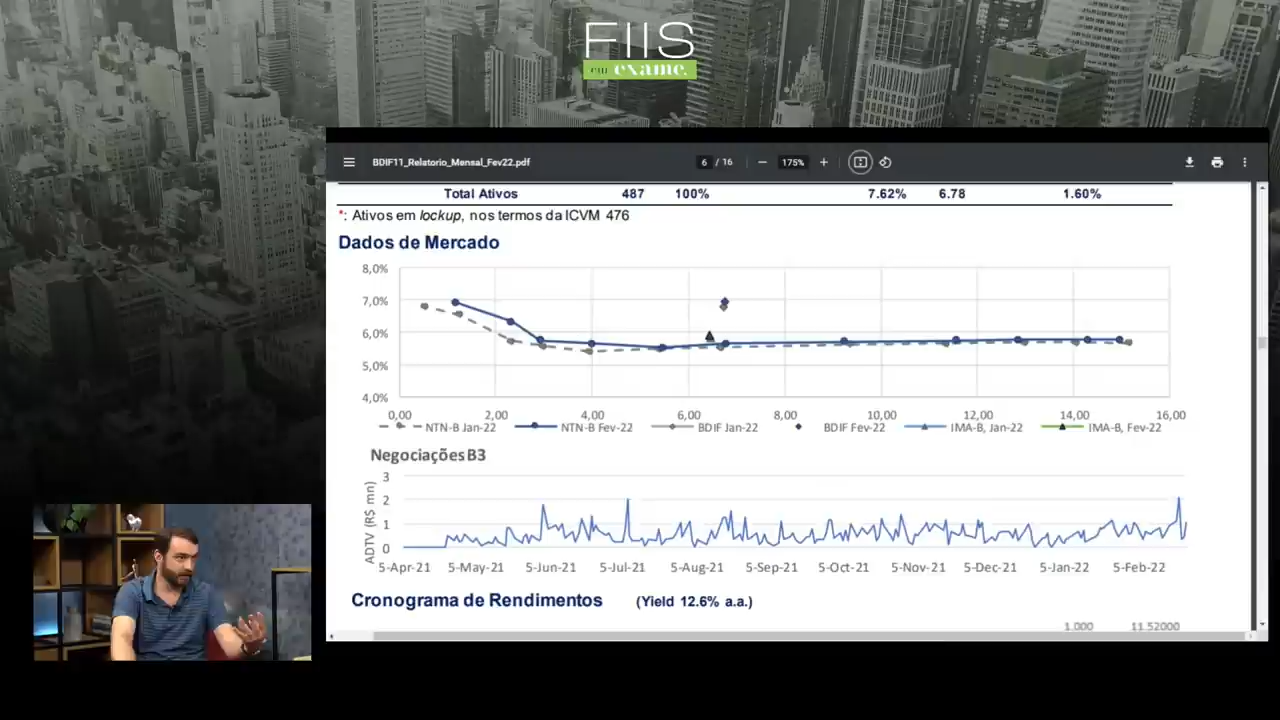 FIIS
em exame.
BDIF11_Relatorio_Mensal_Fev22.pdf
6 / 16
175%
Total Ativos 487 100% 7.62% 6.78 1.60%
*: Ativos em lockup, nos termos da ICVM 476
Dados de Mercado
8,0%
7,0%
6,0%
5,0%
4,0%
0,00 2,00 4,00 6,00 8,00 10,00 12,00 14,00 16,00
NTN-B Jan-22 NTN-B Fev-22 BDIF Jan-22 BDIF Fev-22 IMA-B, Jan-22 IMA-B, Fev-22
Negociações B3
ADTV (R$ mn)
3
2
1
0
5-Apr-21 5-May-21 5-Jun-21 5-Jul-21 5-Aug-21 5-Sep-21 5-Oct-21 5-Nov-21 5-Dec-21 5-Jan-22 5-Feb-22
Cronograma de Rendimentos (Yield 12.6% a.a.)
1.000 11.52000